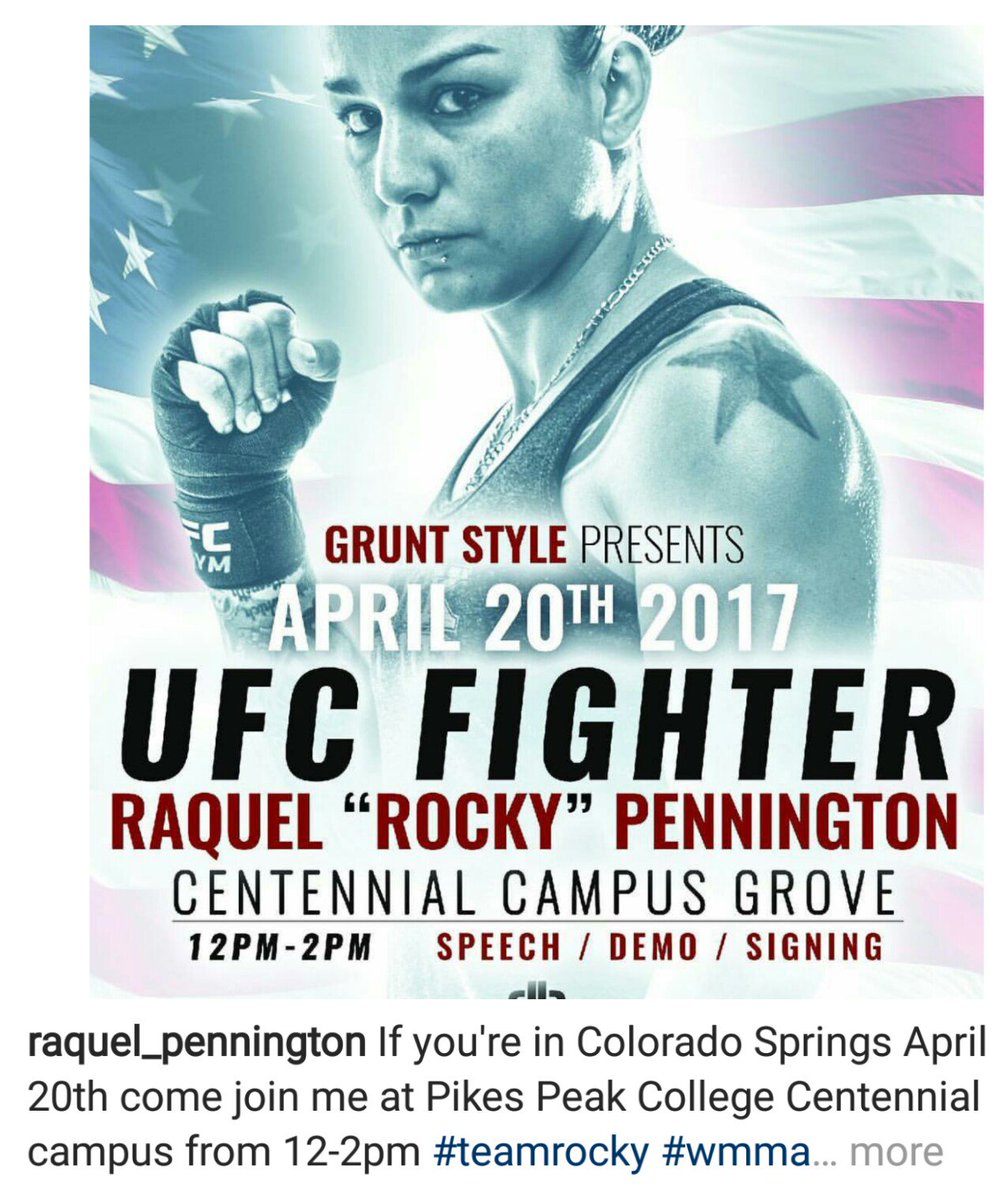 FC
YM
GRUNT STYLE PRESENTS
APRIL 20TH 2017
UFC FIGHTER
RAQUEL “ROCKY” PENNINGTON
CENTENNIAL CAMPUS GROVE
12PM-2PM SPEECH / DEMO / SIGNING
raquel_pennington If you're in Colorado Springs April
20th come join me at Pikes Peak College Centennial
campus from 12-2pm #teamrocky #wmma... more